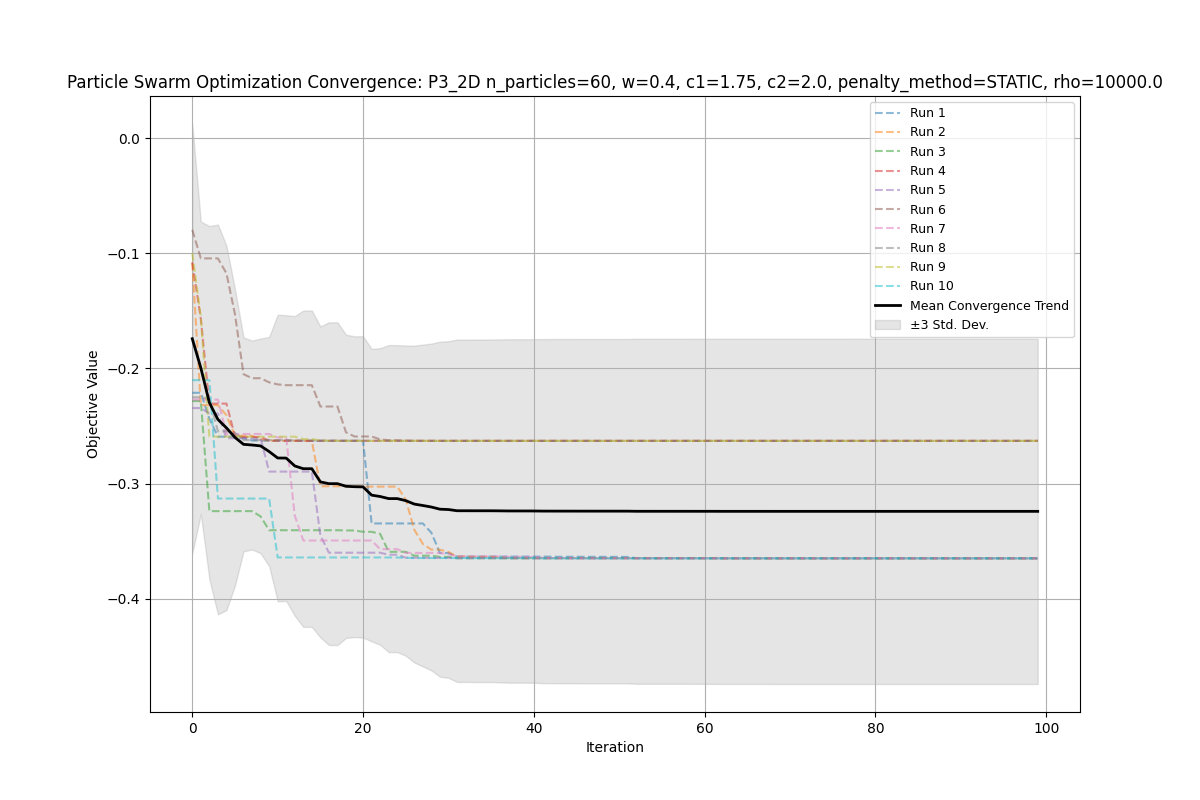 Particle Swarm Optimization Convergence: P3_2D n_particles=60, w=0.4, c1=1.75, c2=2.0, penalty_method=STATIC, rho=10000.0
Run 1
Run 2
Run 3
Run 4
Run 5
Run 6
Run 7
Run 8
Run 9
Run 10
Mean Convergence Trend
±3 Std. Dev.
Objective Value
0.0
−0.1
−0.2
−0.3
−0.4
0
20
40
60
80
100
Iteration